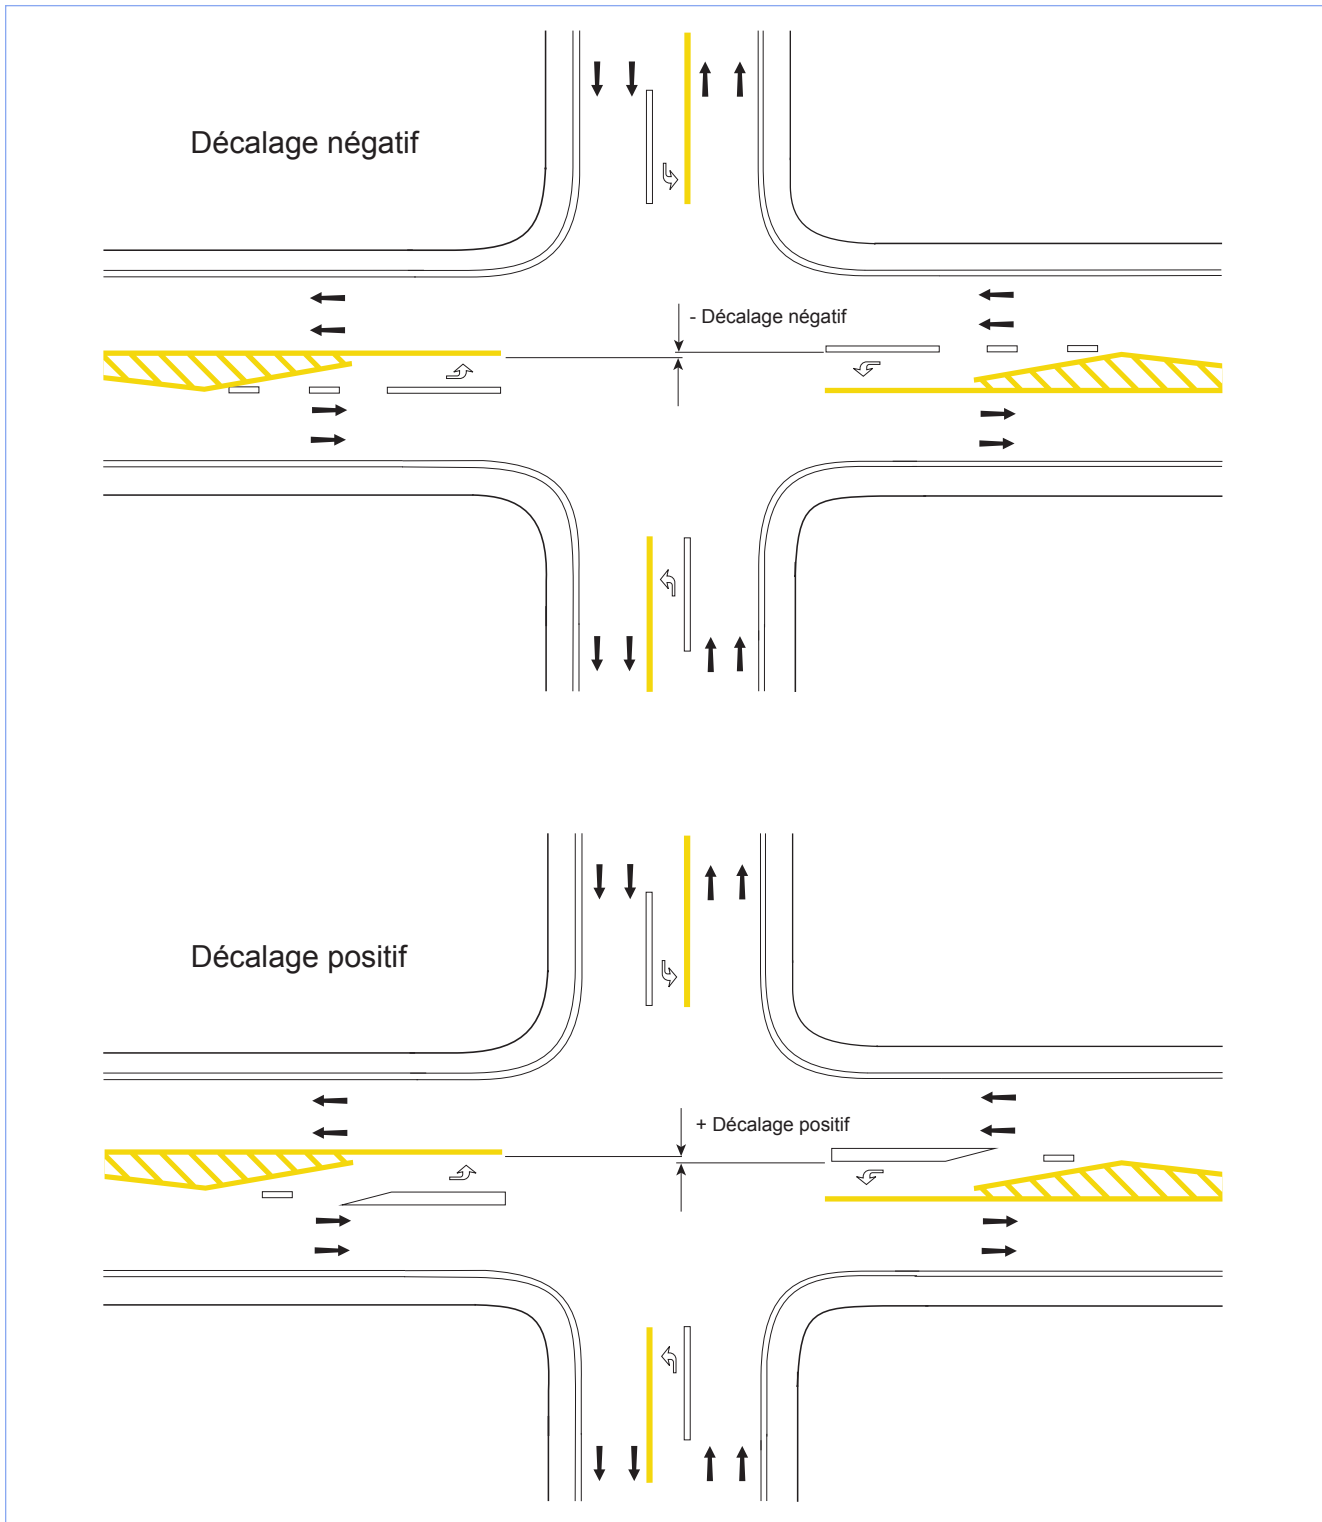 Décalage négatif
- Décalage négatif
Décalage positif
+ Décalage positif